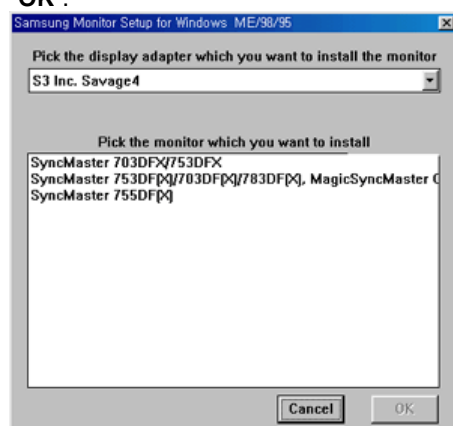 "OK".
Samsung Monitor Setup for Windows ME/98/95
Pick the display adapter which you want to install the monitor
S3 Inc. Savage4
Pick the monitor which you want to install
SyncMaster 703DFX/753DFX
SyncMaster 753DF[X]/703DF[X]/783DF[X], MagicSyncMaster C
SyncMaster 755DF[X]
Cancel
OK